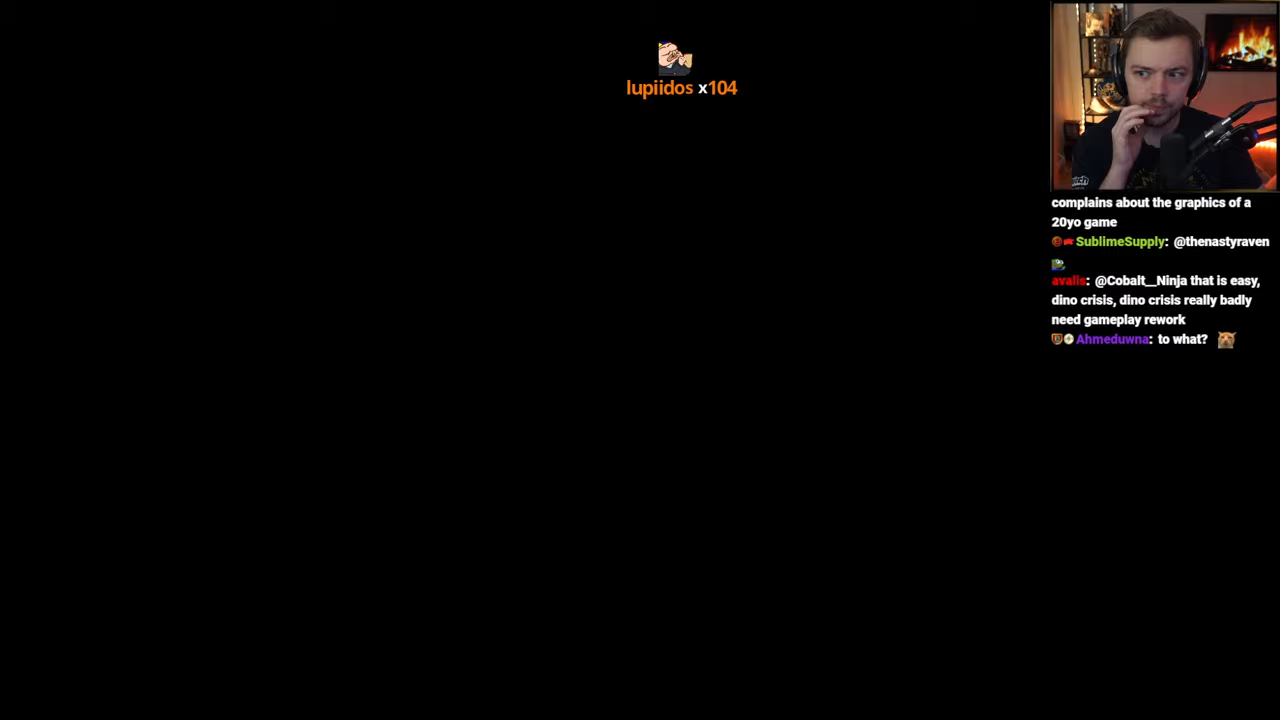 lupiidos x104
complains about the graphics of a
20yo game
SublimeSupply: @thenastyraven
avalis: @Cobalt__Ninja that is easy,
dino crisis, dino crisis really badly
need gameplay rework
Ahmeduwna: to what?